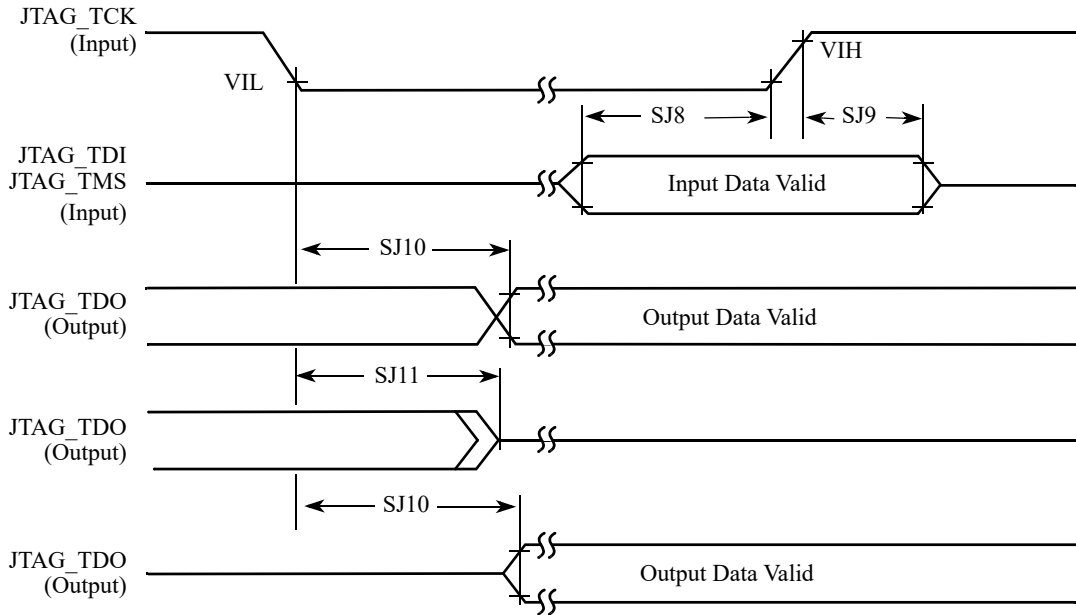 JTAG_TCK
(Input)
VIL
VIH
SJ8
SJ9
JTAG_TDI
JTAG_TMS
(Input)
Input Data Valid
SJ10
JTAG_TDO
(Output)
Output Data Valid
SJ11
JTAG_TDO
(Output)
SJ10
JTAG_TDO
(Output)
Output Data Valid